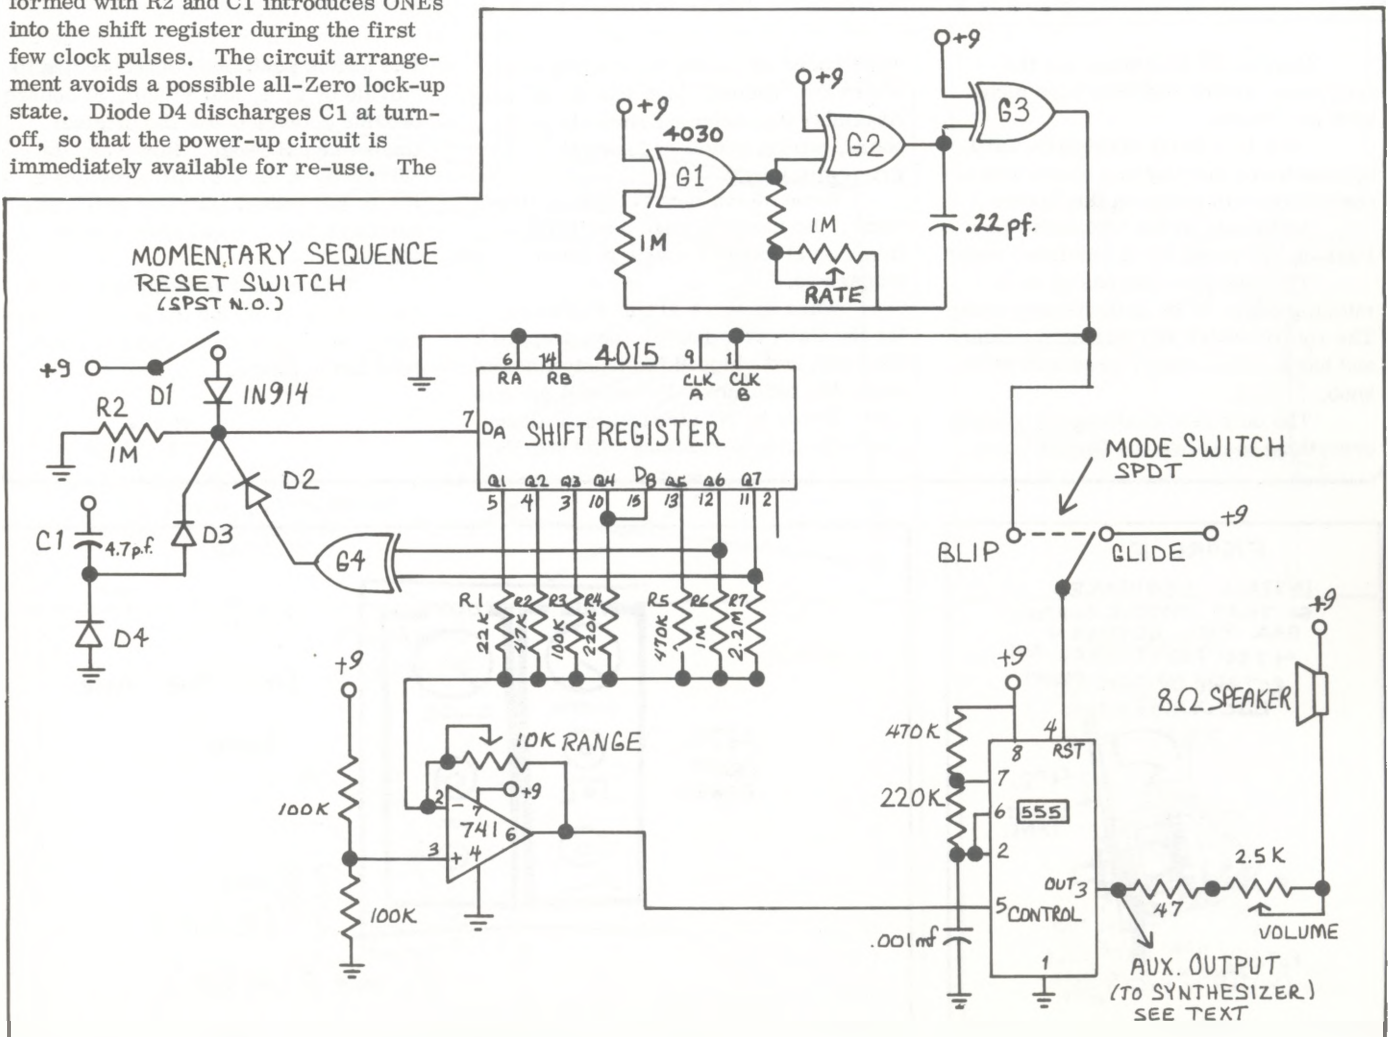 formed with R2 and C1 introduces ONEs
into the shift register during the first
few clock pulses. The circuit arrange-
ment avoids a possible all-Zero lock-up
state. Diode D4 discharges C1 at turn-
off, so that the power-up circuit is
immediately available for re-use. The
+9
+9
+9
4030
G1
G2
G3
1M
1M
RATE
.22 pf.
MOMENTARY SEQUENCE
RESET SWITCH
(SPST N.O.)
+9
D1
1N914
R2
1M
7
6
14
4015
9
1
RA
RB
CLK
A
CLK
B
DA
SHIFT REGISTER
Q1
Q2
Q3
Q4
DB
Q5
Q6
Q7
5
4
3
10
15
13
12
11
2
D2
D3
C1
4.7p.f.
D4
G4
R1
22K
R2
47K
R3
100K
R4
220K
R5
470K
R6
1M
R7
2.2M
MODE SWITCH
SPDT
BLIP
GLIDE
+9
+9
100K
100K
10K RANGE
+9
2
-
7
741
6
3
+
4
+9
470K
220K
8
4
RST
7
6
555
2
OUT 3
5
CONTROL
.001mf
1
+9
8Ω SPEAKER
47
2.5K
VOLUME
AUX. OUTPUT
(TO SYNTHESIZER)
SEE TEXT